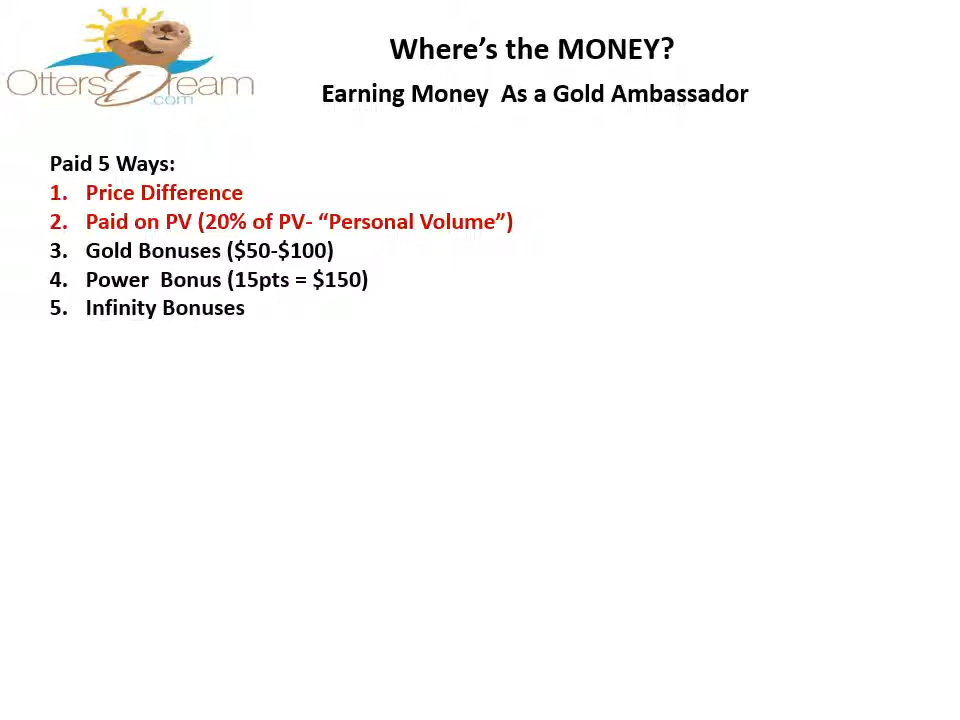 OttersDream
.com
Where's the MONEY?
Earning Money As a Gold Ambassador
Paid 5 Ways:
1. Price Difference
2. Paid on PV (20% of PV- “Personal Volume”)
3. Gold Bonuses ($50-$100)
4. Power Bonus (15pts = $150)
5. Infinity Bonuses